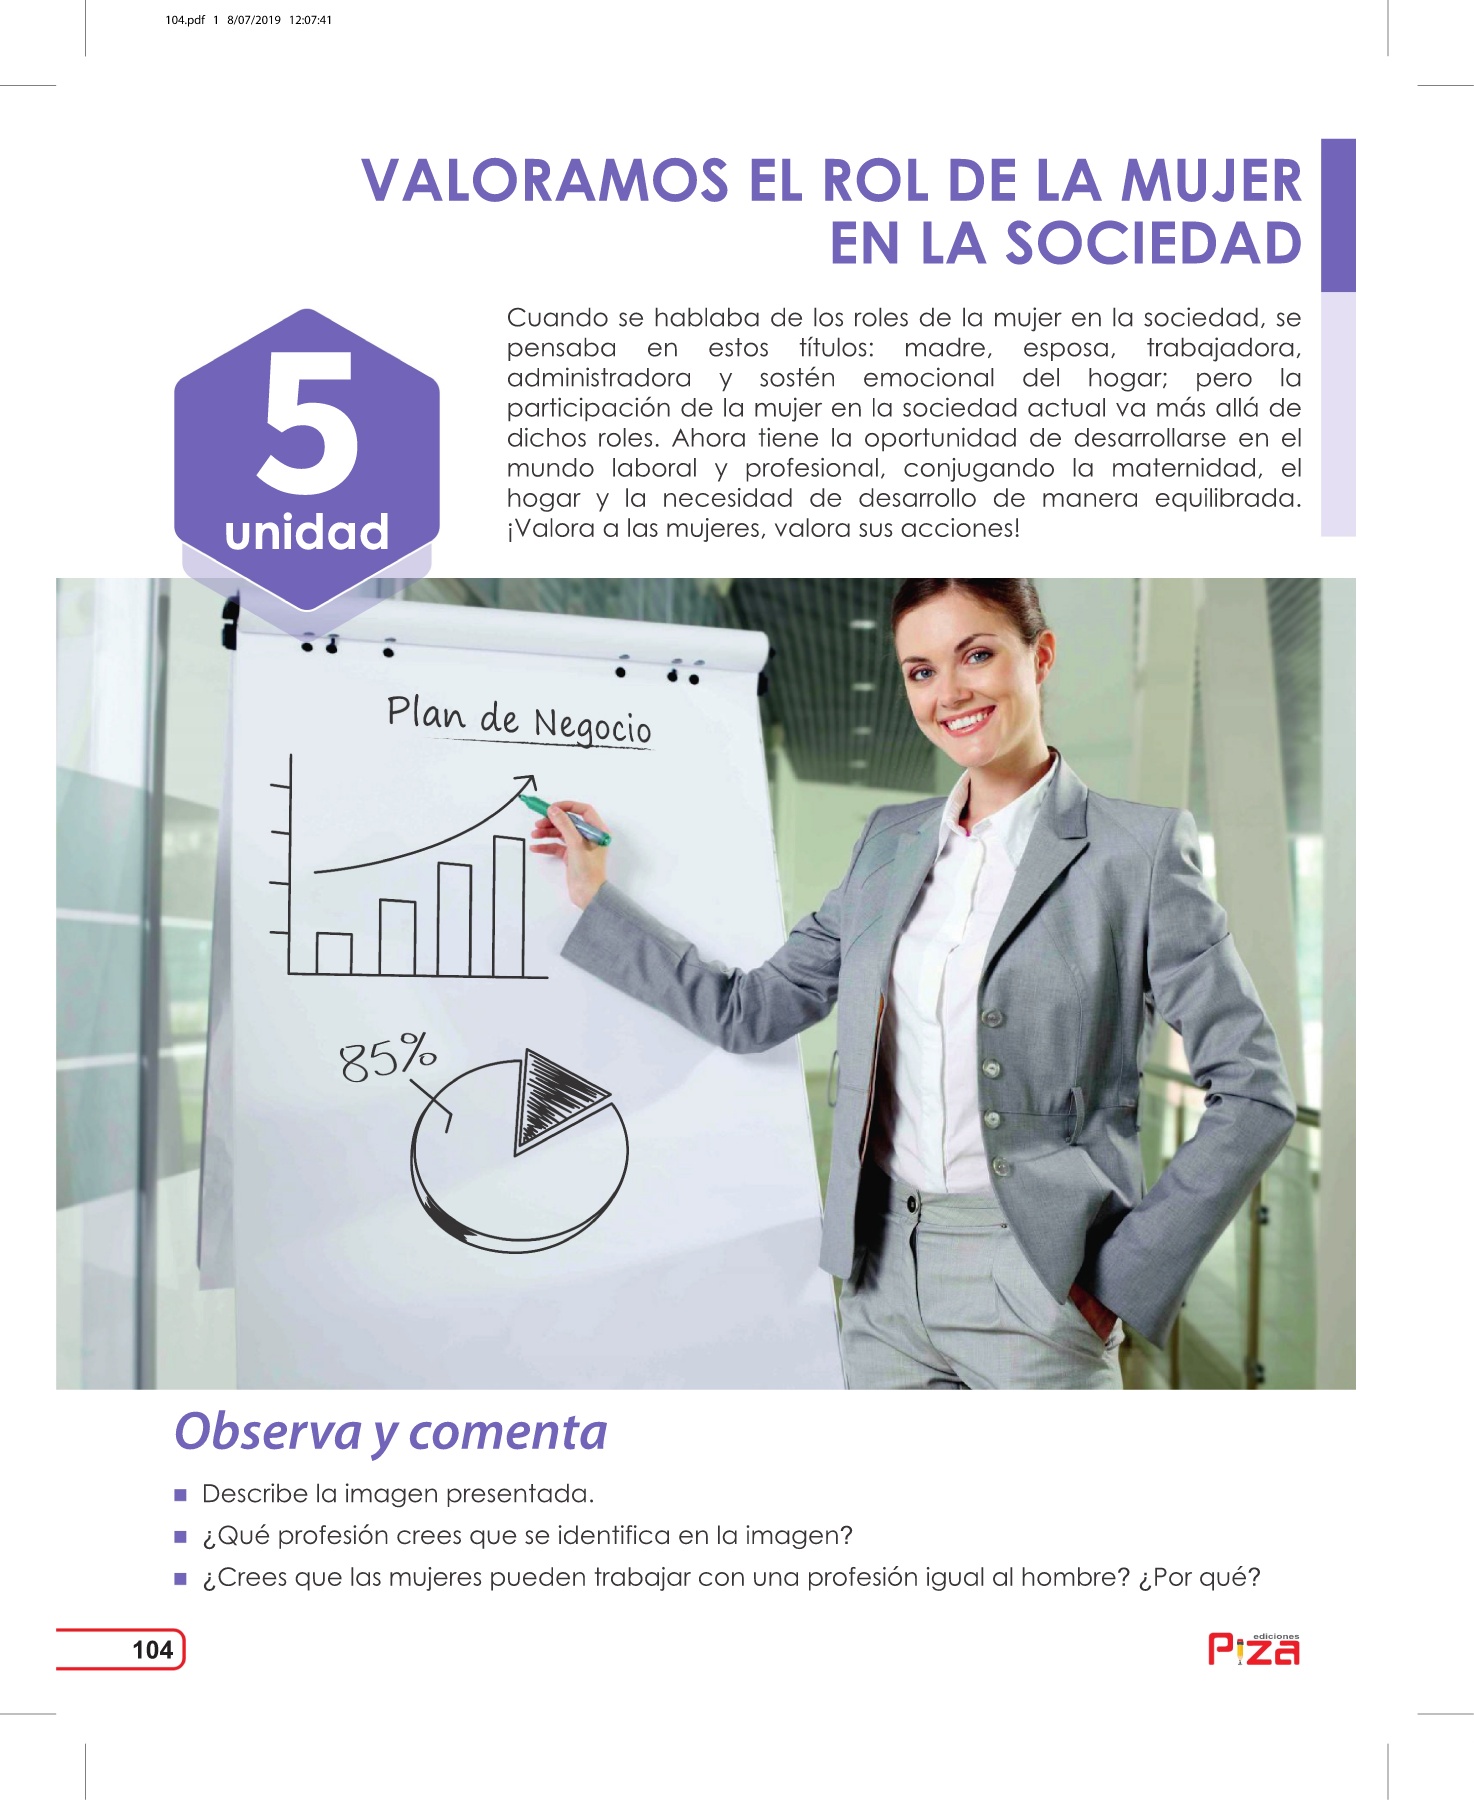 104.pdf 1 8/07/2019 12:07:41
VALORAMOS EL ROL DE LA MUJER
EN LA SOCIEDAD
5
unidad
Cuando se hablaba de los roles de la mujer en la sociedad, se
pensaba en estos títulos: madre, esposa, trabajadora,
administradora y sostén emocional del hogar; pero la
participación de la mujer en la sociedad actual va más allá de
dichos roles. Ahora tiene la oportunidad de desarrollarse en el
mundo laboral y profesional, conjugando la maternidad, el
hogar y la necesidad de desarrollo de manera equilibrada.
¡Valora a las mujeres, valora sus acciones!
Plan de Negocio
85%
Observa y comenta
■ Describe la imagen presentada.
■ ¿Qué profesión crees que se identifica en la imagen?
■ ¿Crees que las mujeres pueden trabajar con una profesión igual al hombre? ¿Por qué?
104
ediciones
Piza